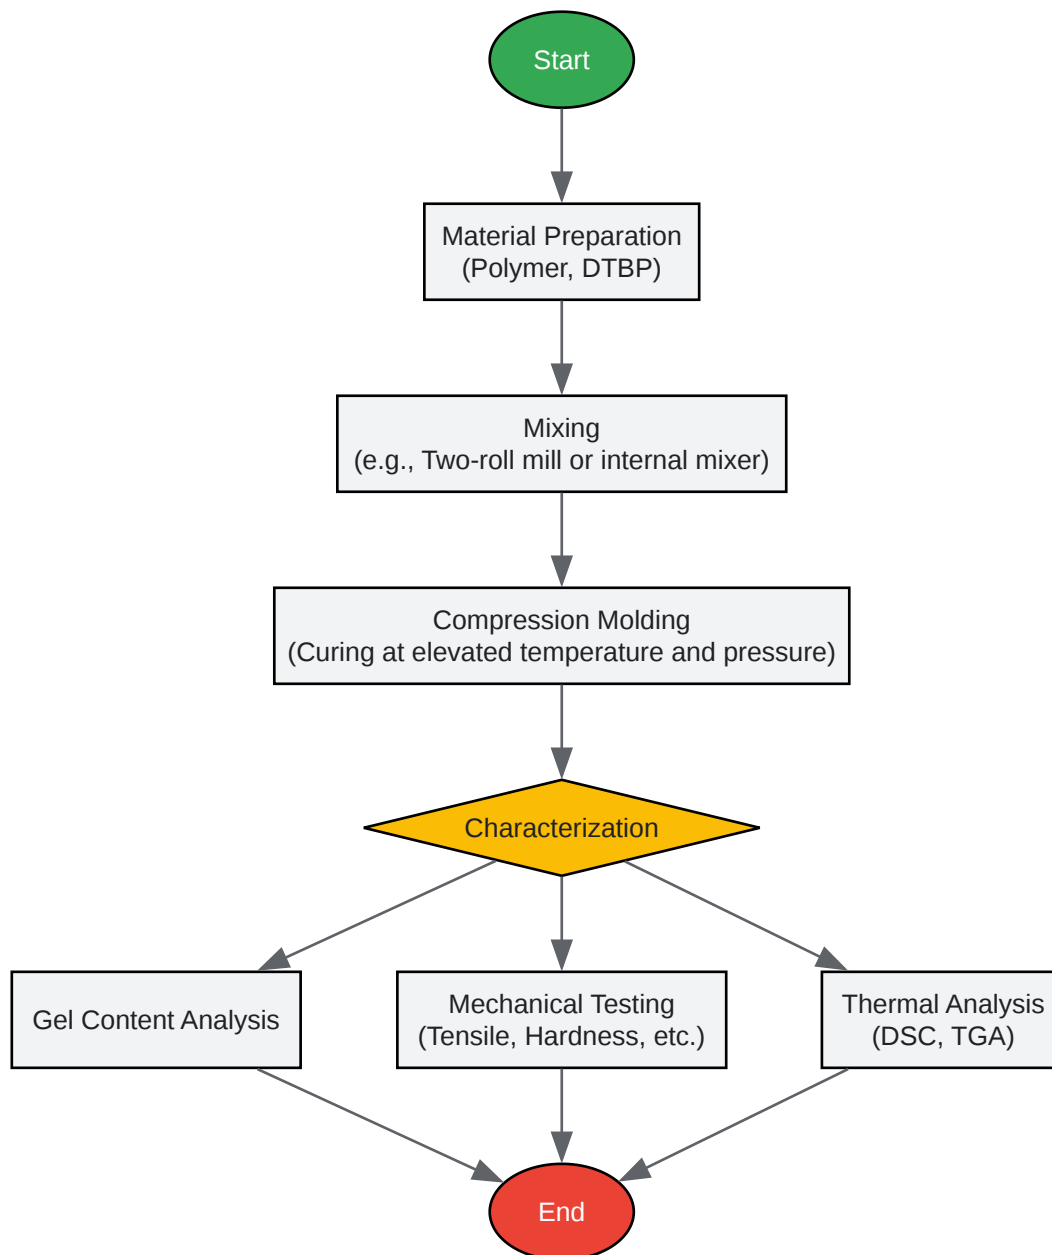 Start
Material Preparation
(Polymer, DTBP)
Mixing
(e.g., Two-roll mill or internal mixer)
Compression Molding
(Curing at elevated temperature and pressure)
Characterization
Gel Content Analysis
Mechanical Testing
(Tensile, Hardness, etc.)
Thermal Analysis
(DSC, TGA)
End